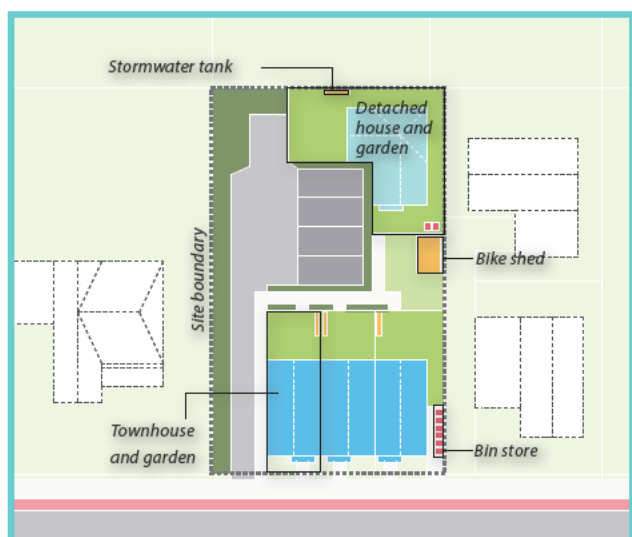 Stormwater tank
Detached
house and
garden
Site boundary
Bike shed
Townhouse
and garden
Bin store